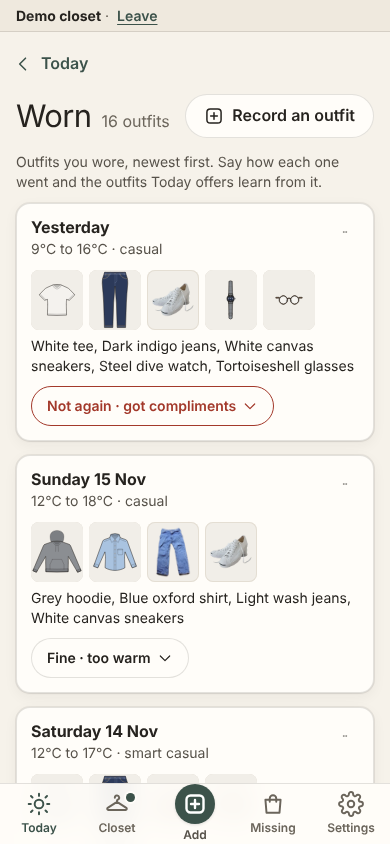 Demo closet · Leave
Today
Worn 16 outfits
Record an outfit
Outfits you wore, newest first. Say how each one
went and the outfits Today offers learn from it.
Yesterday
9°C to 16°C · casual
White tee, Dark indigo jeans, White canvas
sneakers, Steel dive watch, Tortoiseshell glasses
Not again · got compliments
Sunday 15 Nov
12°C to 18°C · casual
Grey hoodie, Blue oxford shirt, Light wash jeans,
White canvas sneakers
Fine · too warm
Saturday 14 Nov
12°C to 17°C · smart casual
Today
Closet
Add
Missing
Settings